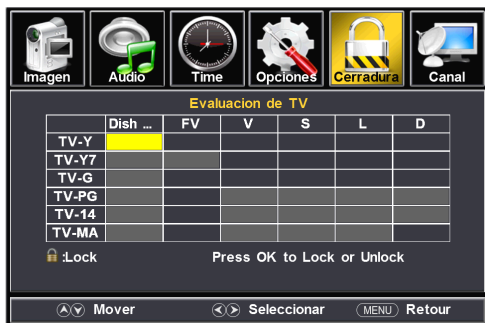 Imagen Audio Time Opciones Cerradura Canal
Evaluacion de TV
Dish ... FV V S L D
TV-Y
TV-Y7
TV-G
TV-PG
TV-14
TV-MA
:Lock Press OK to Lock or Unlock
Mover Seleccionar MENU Retour